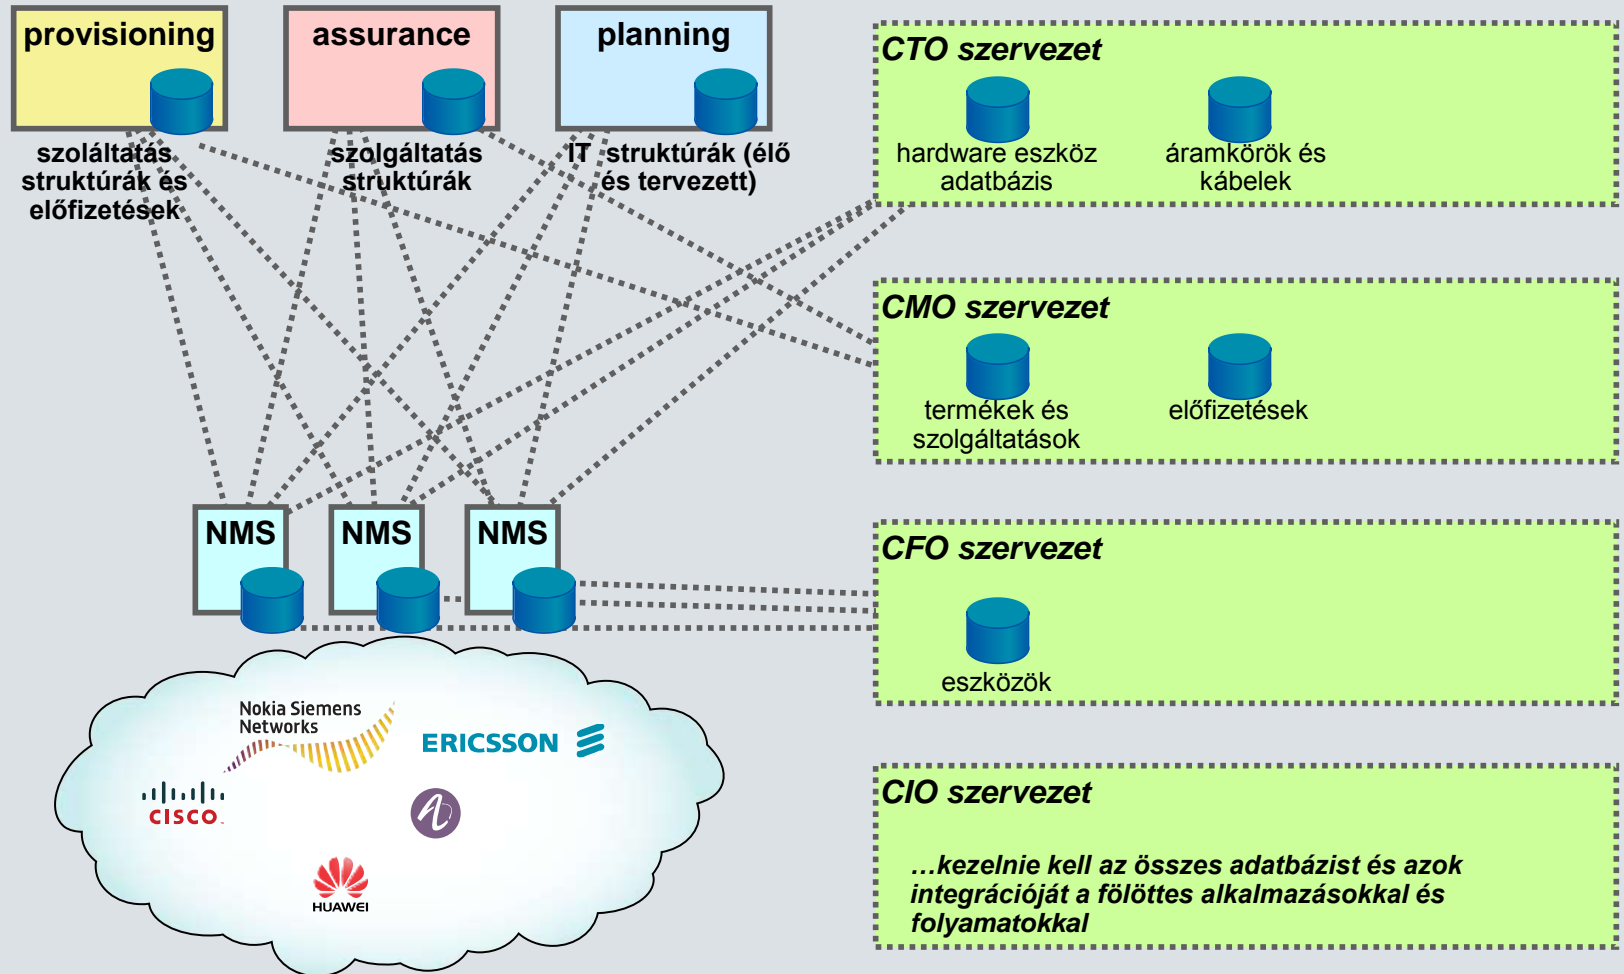 provisioning
szoláltatás
struktúrák és
előfizetések
assurance
szolgáltatás
struktúrák
planning
IT struktúrák (élő
és tervezett)
CTO szervezet
hardware eszköz
adatbázis
áramkörök és
kábelek
CMO szervezet
termékek és
szolgáltatások
előfizetések
NMS
NMS
NMS
CFO szervezet
eszközök
Nokia Siemens
Networks
ERICSSON
CISCO.
HUAWEI
CIO szervezet
...kezelnie kell az összes adatbázist és azok
integrációját a fölöttes alkalmazásokkal és
folyamatokkal